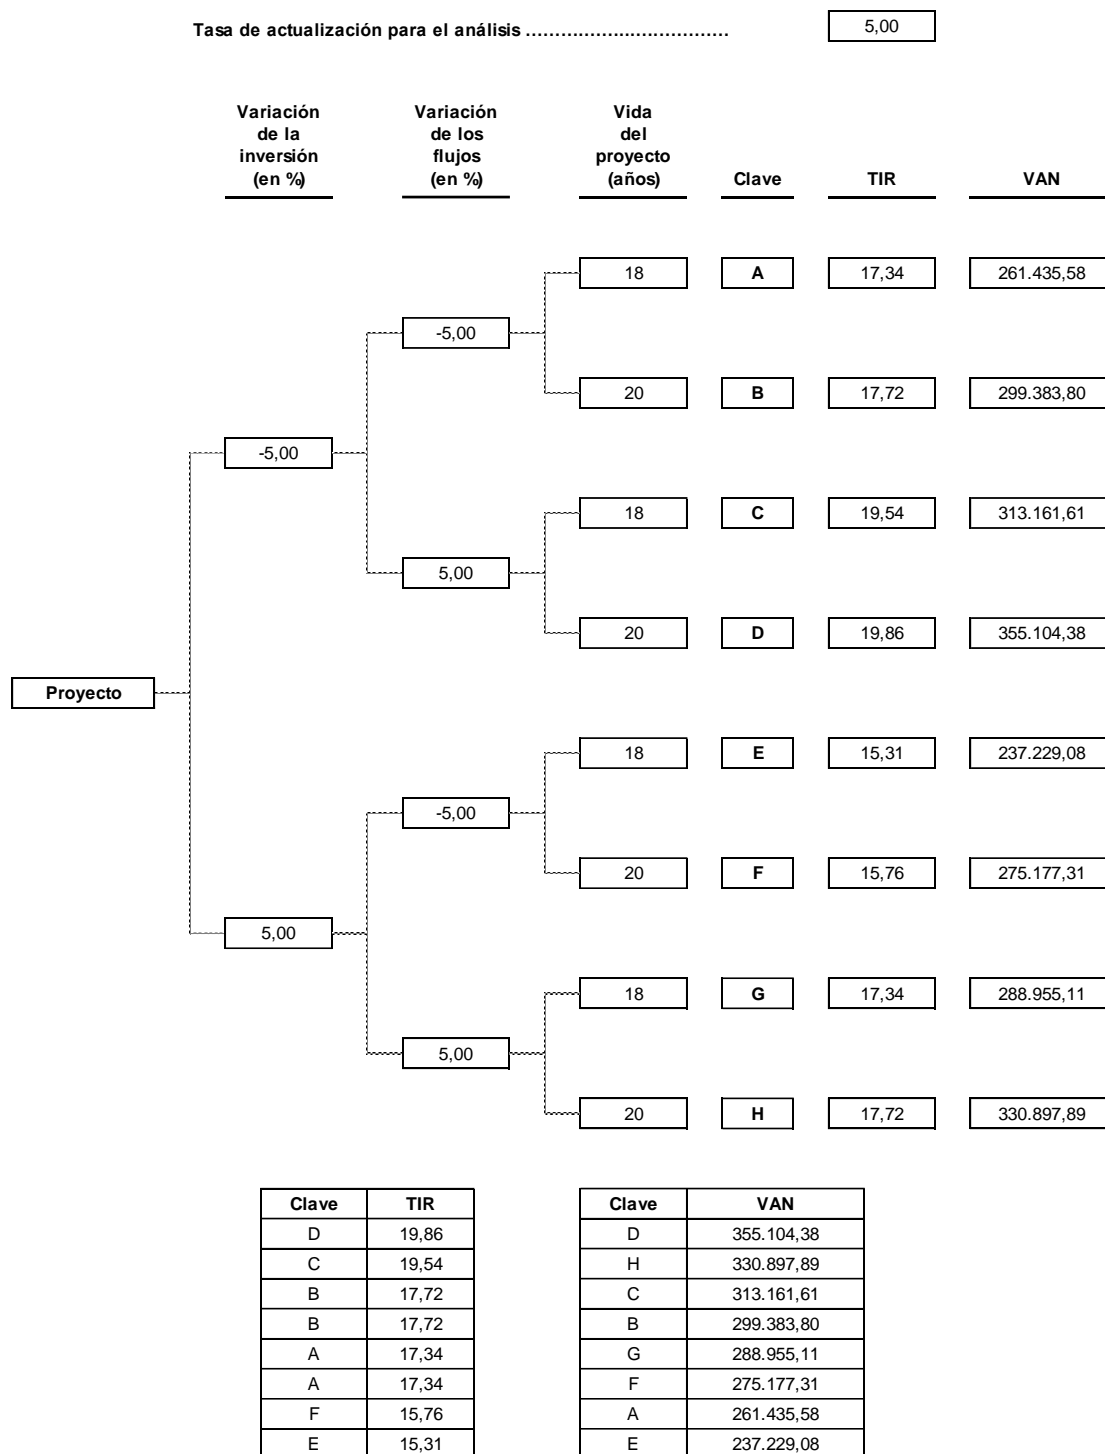 Tasa de actualización para el análisis ................................. 5,00
Variación de la inversión (en %)
Variación de los flujos (en %)
Vida del proyecto (años)
Clave
TIR
VAN
18 A 17,34 261.435,58
-5,00
20 B 17,72 299.383,80
-5,00
18 C 19,54 313.161,61
5,00
20 D 19,86 355.104,38
Proyecto
18 E 15,31 237.229,08
-5,00
20 F 15,76 275.177,31
5,00
18 G 17,34 288.955,11
5,00
20 H 17,72 330.897,89
Clave TIR
D 19,86
C 19,54
B 17,72
B 17,72
A 17,34
A 17,34
F 15,76
E 15,31
Clave VAN
D 355.104,38
H 330.897,89
C 313.161,61
B 299.383,80
G 288.955,11
F 275.177,31
A 261.435,58
E 237.229,08